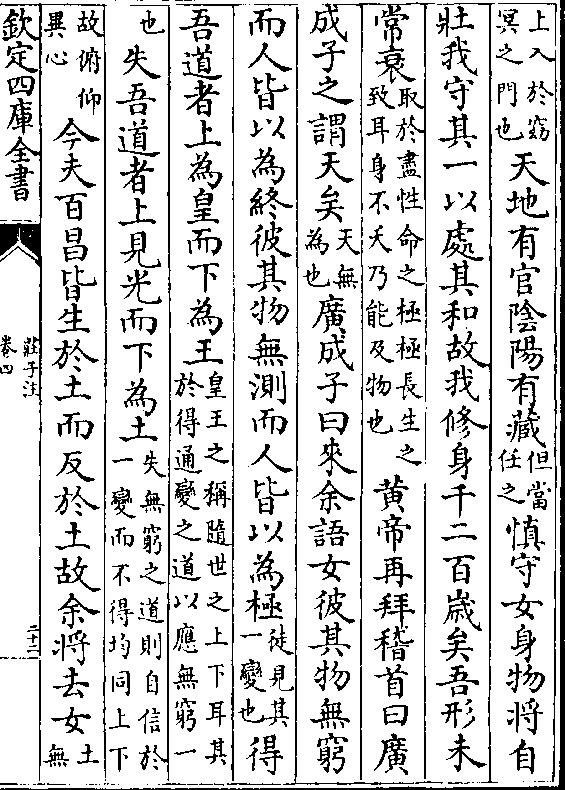 上入於窈冥之門也天地有官陰陽有藏但當任之慎守女身物將自
壯我守其一以處其和故我修身千二百歲矣吾形未
常衰取於盡性命之極極長生之致耳身不夭乃能及物也黃帝再拜稽首曰廣
成子之謂天矣天無為也廣成子曰來余語女彼其物無窮
而人皆以為終彼其物無測而人皆以為極徒見其一變也得
吾道者上為皇而下為王皇王之稱隨世之上下耳其於得通變之道以應無窮一
也失吾道者上見光而下為土失無窮之道則自信於一變而不得均同上下
故俯仰異心今夫百昌皆生於土而反於土故余將去女土無
欽定四庫全書
莊子注
卷四
二十二